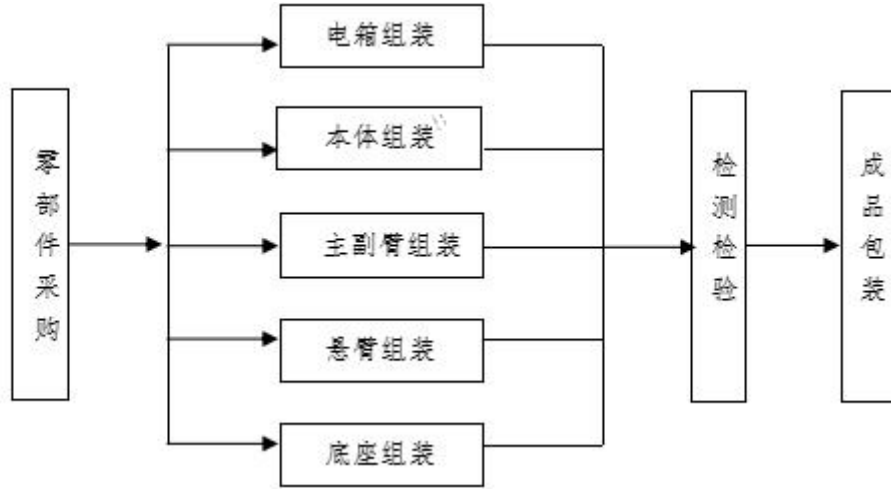 零部件采购
电箱组装
本体组装
主副臂组装
悬臂组装
底座组装
检测检验
成品包装